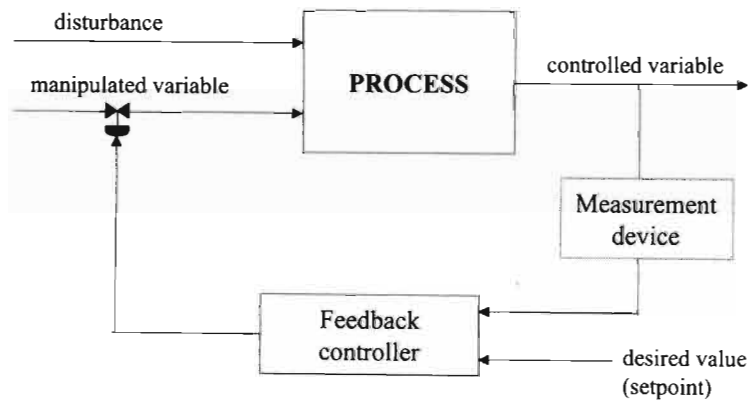 disturbance
manipulated variable
PROCESS
controlled variable
Measurement
device
Feedback
controller
desired value
(setpoint)